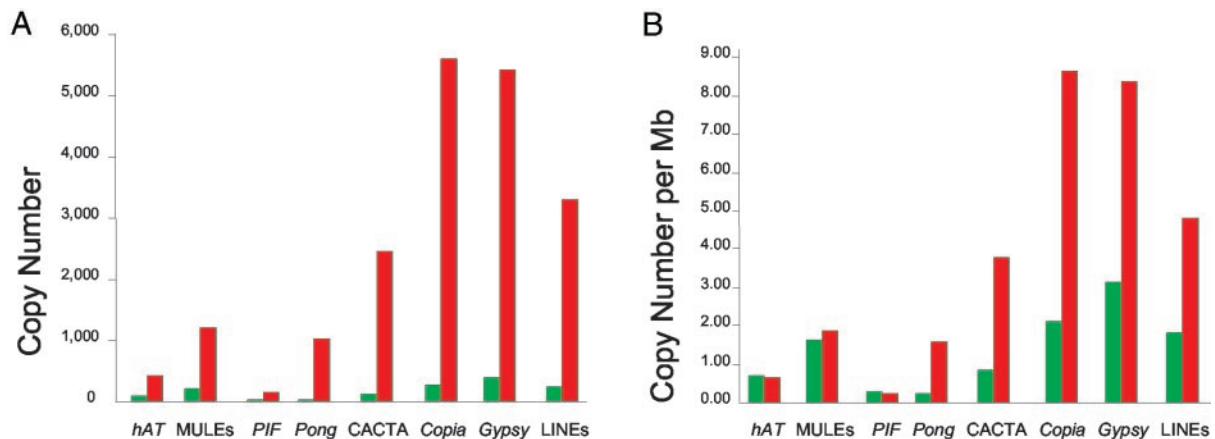 A
Copy Number
6,000
5,000
4,000
3,000
2,000
1,000
0
hAT MULEs PIF Pong CACTA Copia Gypsy LINEs
B
Copy Number per Mb
9.00
8.00
7.00
6.00
5.00
4.00
3.00
2.00
1.00
0.00
hAT MULEs PIF Pong CACTA Copia Gypsy LINEs